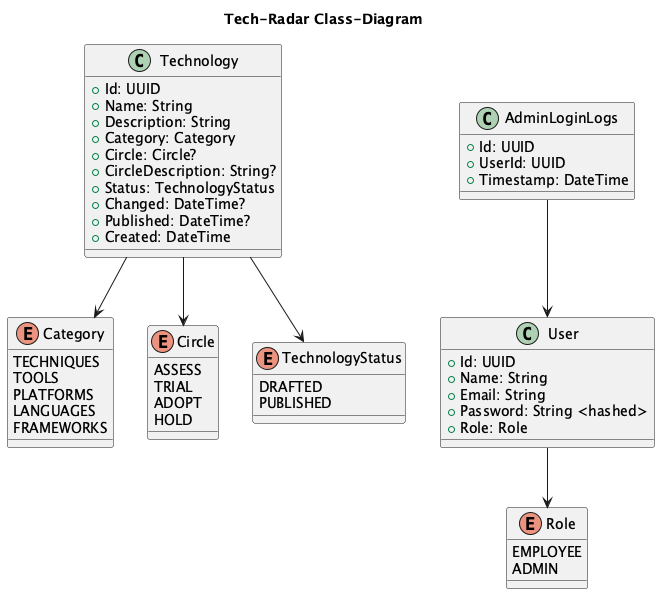 Tech-Radar Class-Diagram
C Technology
Id: UUID
Name: String
Description: String
Category: Category
Circle: Circle?
CircleDescription: String?
Status: TechnologyStatus
Changed: DateTime?
Published: DateTime?
Created: DateTime
C AdminLoginLogs
Id: UUID
UserId: UUID
Timestamp: DateTime
E Category
TECHNIQUES
TOOLS
PLATFORMS
LANGUAGES
FRAMEWORKS
E Circle
ASSESS
TRIAL
ADOPT
HOLD
E TechnologyStatus
DRAFTED
PUBLISHED
C User
Id: UUID
Name: String
Email: String
Password: String <hashed>
Role: Role
E Role
EMPLOYEE
ADMIN